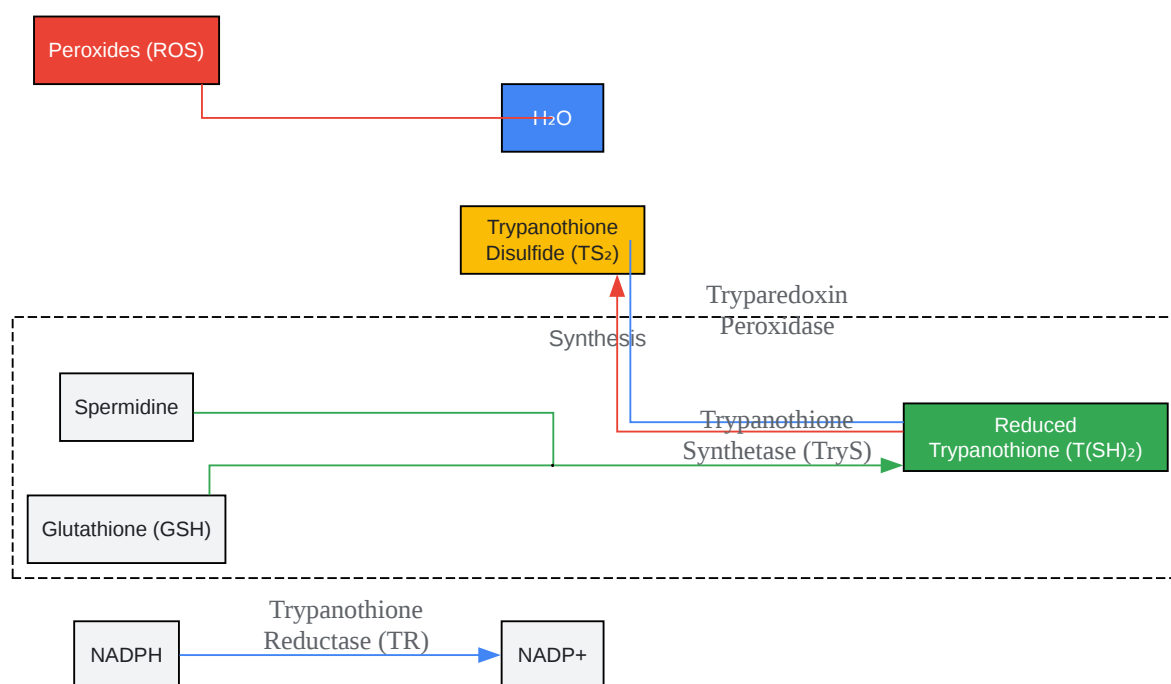 Peroxides (ROS)
H₂O
Trypanothione
Disulfide (TS₂)
Tryparedoxin
Peroxidase
Synthesis
Spermidine
Trypanothione
Synthetase (TryS)
Reduced
Trypanothione (T(SH)₂)
Glutathione (GSH)
Trypanothione
Reductase (TR)
NADPH
NADP+